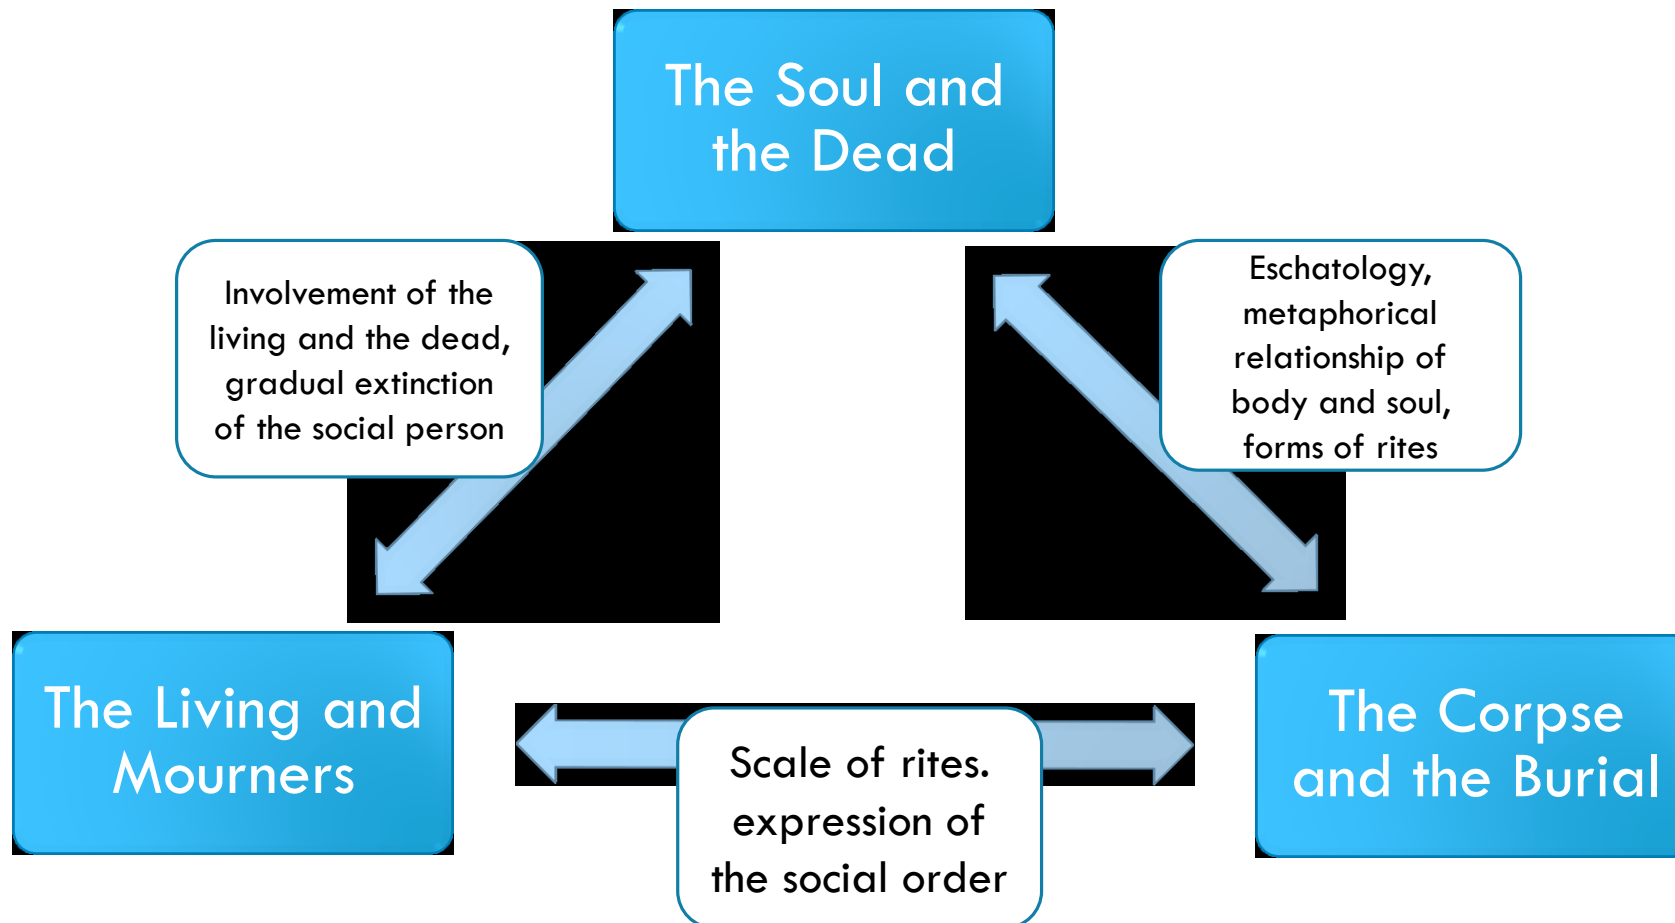 The Soul and
the Dead
Involvement of the
living and the dead,
gradual extinction
of the social person
Eschatology,
metaphorical
relationship of
body and soul,
forms of rites
The Living and
Mourners
Scale of rites.
expression of
the social order
The Corpse
and the Burial